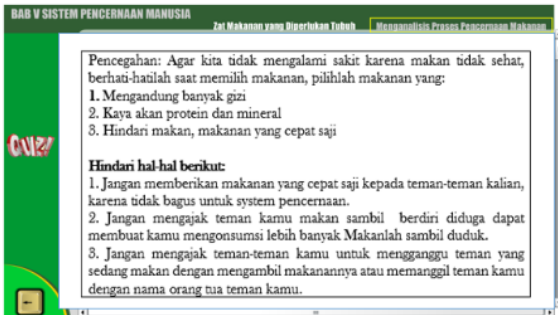 BAB V SISTEM PENCERNAAN MANUSIA
Zat Makanan yang Diperlukan Tubuh
Menganalisis Proses Pencernaan Makanan
Pencegahan: Agar kita tidak mengalami sakit karena makan tidak sehat,
berhati-hatilah saat memilih makanan, pilihlah makanan yang:
1. Mengandung banyak gizi
2. Kaya akan protein dan mineral
3. Hindari makan, makanan yang cepat saji
QUIZ!
Hindari hal-hal berikut:
1. Jangan memberikan makanan yang cepat saji kepada teman-teman kalian,
karena tidak bagus untuk system pencernaan.
2. Jangan mengajak teman kamu makan sambil berdiri diduga dapat
membuat kamu mengonsumsi lebih banyak Makanlah sambil duduk.
3. Jangan mengajak teman-teman kamu untuk mengganggu teman yang
sedang makan dengan mengambil makanannya atau memanggil teman kamu
dengan nama orang tua teman kamu.